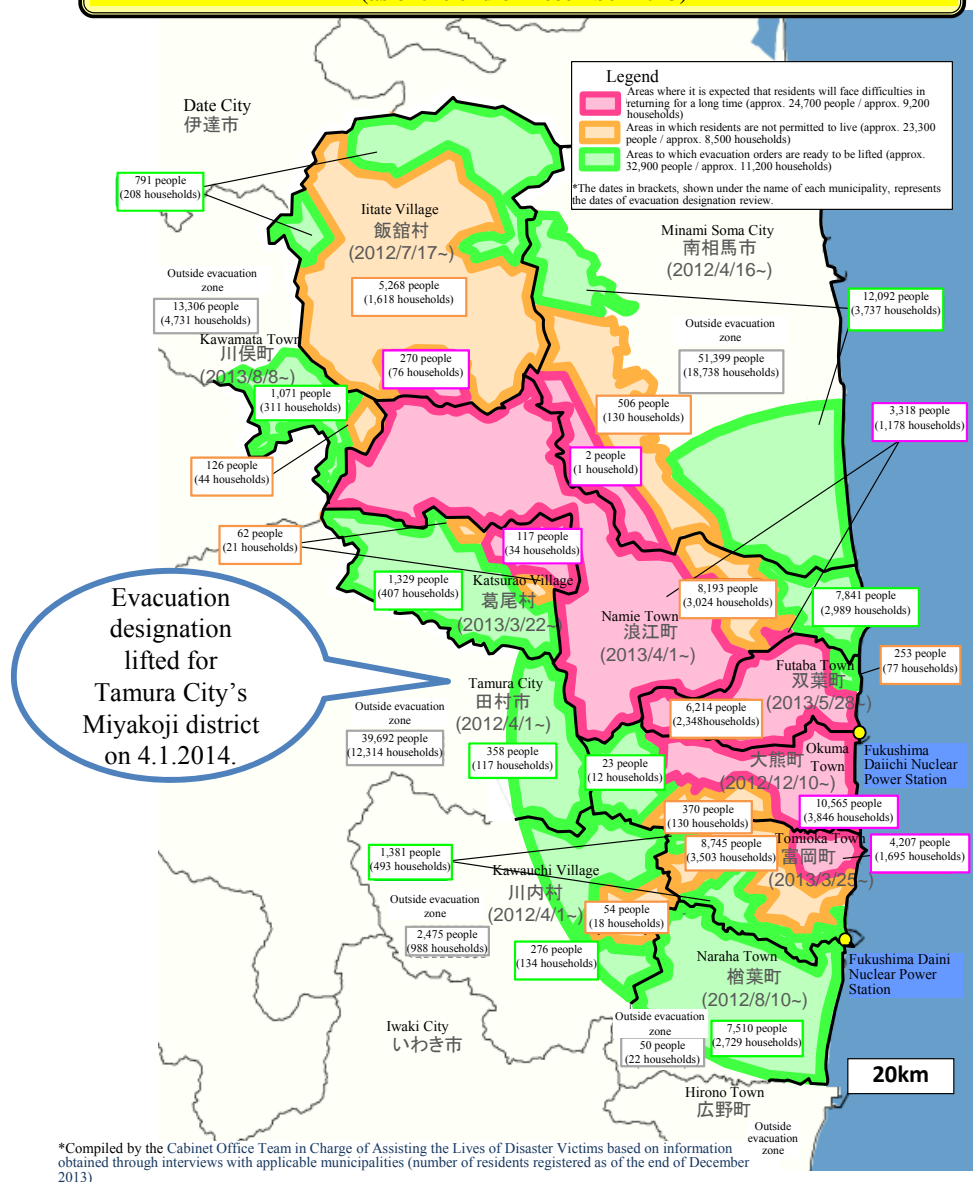 Legend
Areas where it is expected that residents will face difficulties in
returning for a long time (approx. 24,700 people / approx. 9,200
households)
Areas in which residents are not permitted to live (approx. 23,300
people / approx. 8,500 households)
Areas to which evacuation orders are ready to be lifted (approx.
32,900 people / approx. 11,200 households)
*The dates in brackets, shown under the name of each municipality, represents
the dates of evacuation designation review.
Date City
伊達市
791 people
(208 households)
Iitate Village
飯舘村
(2012/7/17~)
Minami Soma City
南相馬市
(2012/4/16~)
Outside evacuation
zone
13,306 people
(4,731 households)
5,268 people
(1,618 households)
12,092 people
(3,737 households)
Outside evacuation
zone
51,399 people
(18,738 households)
Kawamata Town
川俣町
(2013/8/8~)
270 people
(76 households)
1,071 people
(311 households)
506 people
(130 households)
3,318 people
(1,178 households)
126 people
(44 households)
2 people
(1 household)
62 people
(21 households)
117 people
(34 households)
1,329 people
(407 households)
Katsurao Village
葛尾村
(2013/3/22~)
8,193 people
(3,024 households)
7,841 people
(2,989 households)
Namie Town
浪江町
(2013/4/1~)
Evacuation
designation
lifted for
Tamura City’s
Miyakoji district
on 4.1.2014.
Futaba Town
双葉町
(2013/5/28~)
253 people
(77 households)
Tamura City
田村市
(2012/4/1~)
6,214 people
(2,348households)
Outside evacuation
zone
39,692 people
(12,314 households)
358 people
(117 households)
23 people
(12 households)
Okuma
Town
大熊町
(2012/12/10~)
Fukushima
Daiichi Nuclear
Power Station
10,565 people
(3,846 households)
370 people
(130 households)
Tomioka Town
富岡町
(2013/3/25~)
4,207 people
(1,695 households)
8,745 people
(3,503 households)
1,381 people
(493 households)
Kawauchi Village
川内村
(2012/4/1~)
Outside evacuation
zone
2,475 people
(988 households)
54 people
(18 households)
276 people
(134 households)
Naraha Town
楢葉町
(2012/8/10~)
Fukushima Daini
Nuclear Power
Station
Iwaki City
いわき市
Outside evacuation
zone
50 people
(22 households)
7,510 people
(2,729 households)
20km
Hirono Town
広野町
Outside
evacuation
zone
*Compiled by the Cabinet Office Team in Charge of Assisting the Lives of Disaster Victims based on information
obtained through interviews with applicable municipalities (number of residents registered as of the end of December
2013)